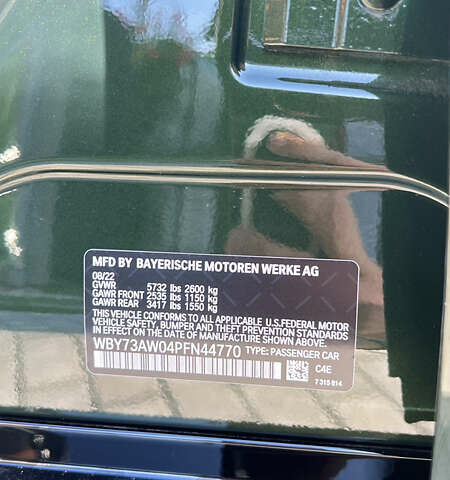 MFD BY BAYERISCHE MOTOREN WERKE AG
08/22
GVWR 5732 lbs 2600 kg
GAWR FRONT 2535 lbs 1150 kg
GAWR REAR 3417 lbs 1550 kg
THIS VEHICLE CONFORMS TO ALL APPLICABLE U.S.FEDERAL MOTOR
VEHICLE SAFETY, BUMPER, AND THEFT PREVENTION STANDARDS
IN EFFECT ON THE DATE OF MANUFACTURE SHOWN ABOVE.
WBY73AW04PFN44770 TYPE: PASSENGER CAR
C4E
7 315 814